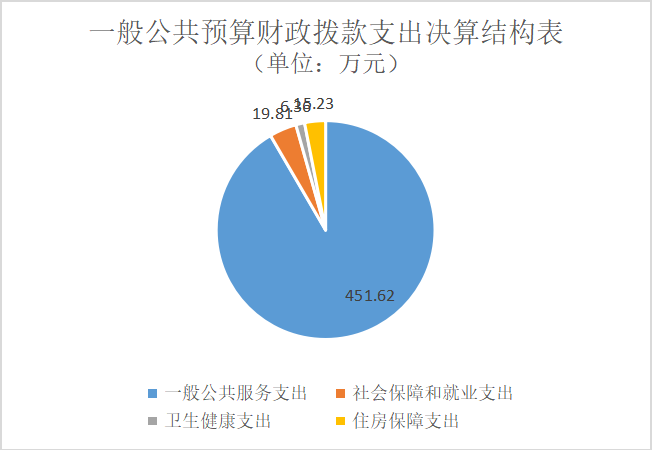 一般公共预算财政拨款支出决算结构表
（单位：万元）
15.23
6.36
19.81
451.62
一般公共服务支出 社会保障和就业支出
卫生健康支出 住房保障支出